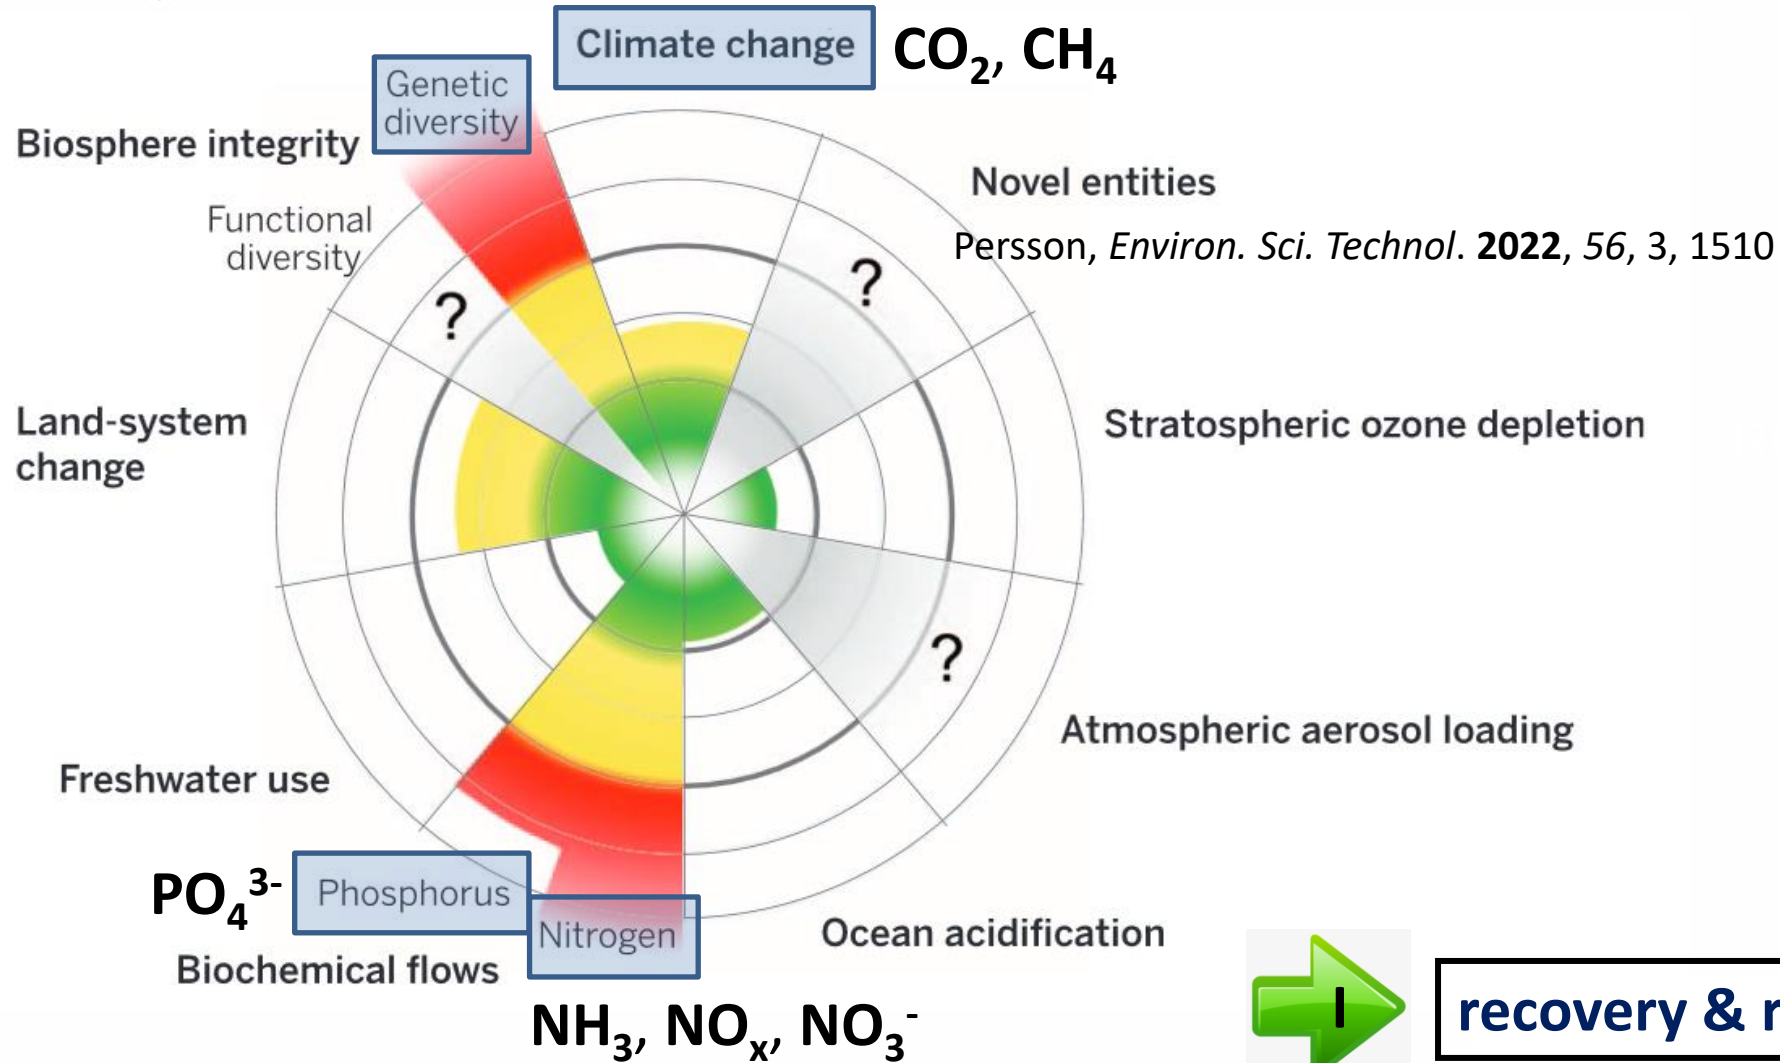 Climate change
CO₂, CH₄
Genetic
diversity
Biosphere integrity
Functional
diversity
?
Novel entities
Persson, Environ. Sci. Technol. 2022, 56, 3, 1510
?
Land-system
change
Stratospheric ozone depletion
?
Atmospheric aerosol loading
Freshwater use
PO₄³⁻
Phosphorus
Nitrogen
Biochemical flows
Ocean acidification
NH₃, NOₓ, NO₃⁻
I
recovery &